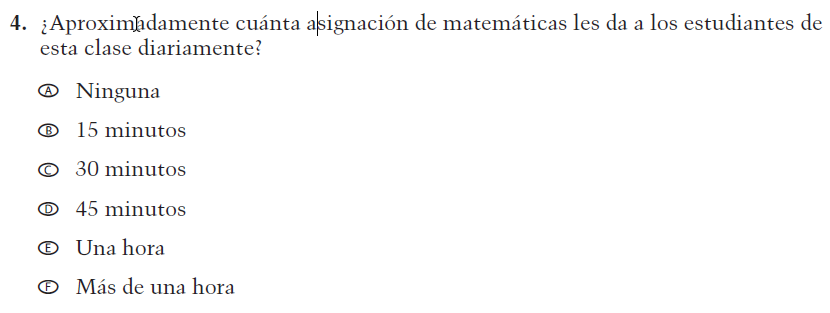 4. ¿Aproximadamente cuánta asignación de matemáticas les da a los estudiantes de
esta clase diariamente?
A Ninguna
B 15 minutos
C 30 minutos
D 45 minutos
E Una hora
F Más de una hora